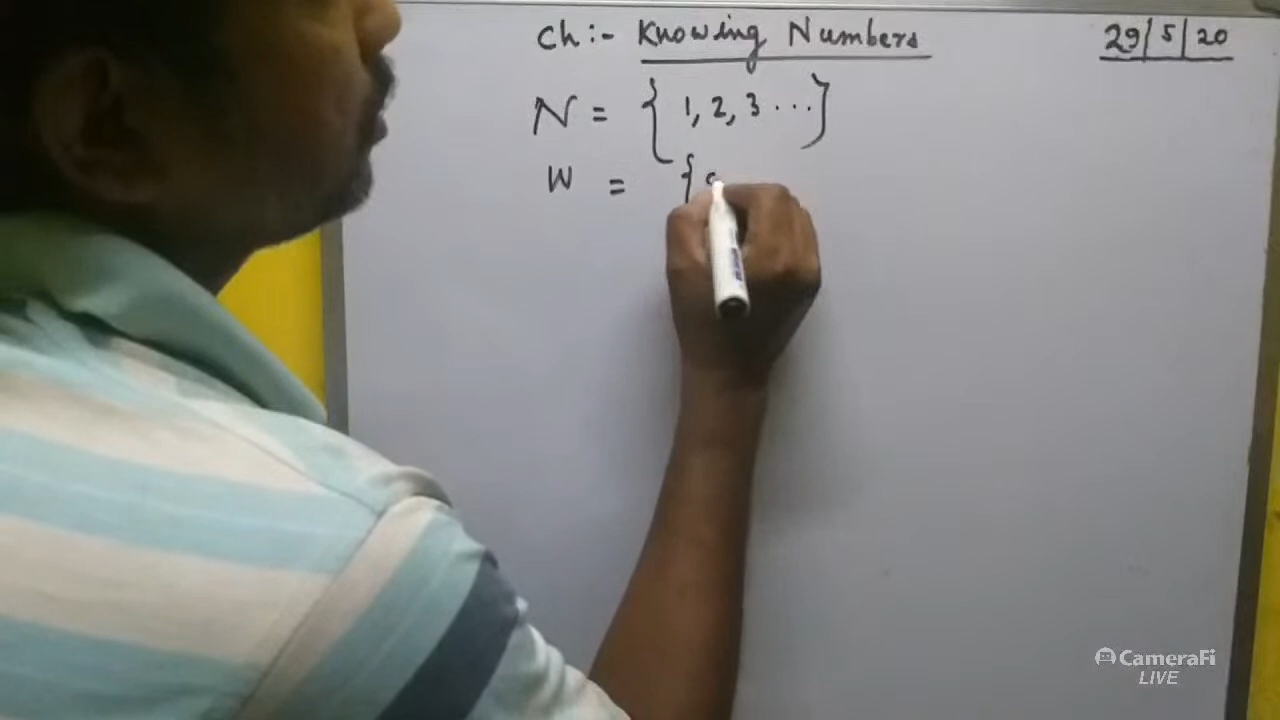 Ch:- Knowing Numbers 29/5/20
N = { 1, 2, 3 ...}
W = {
CameraFi
LIVE